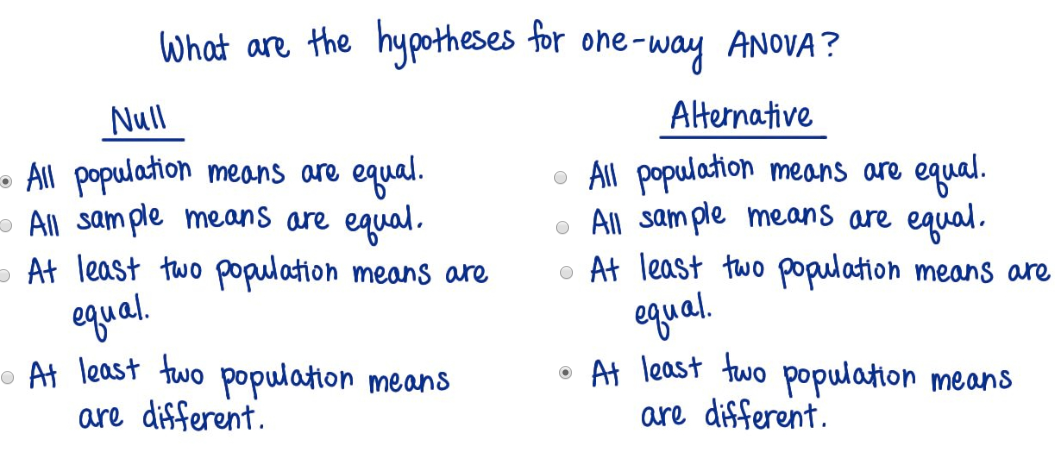 What are the hypotheses for one-way ANOVA?
Null
All population means are equal.
All sample means are equal.
At least two population means are
equal.
At least two population means
are different.
Alternative
All population means are equal.
All sample means are equal.
At least two population means are
equal.
At least two population means
are different.